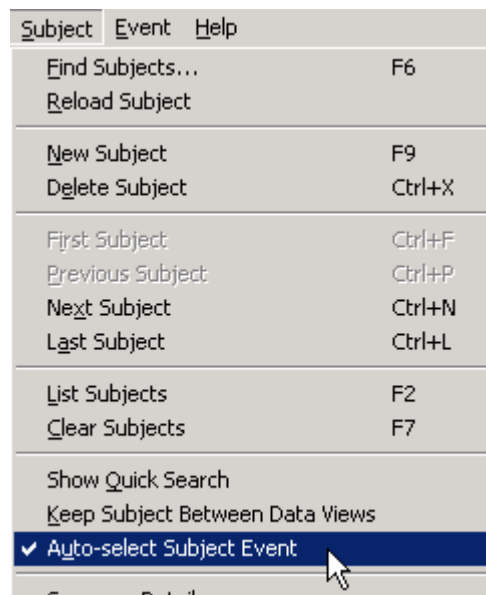 Subject Event Help
Find Subjects... F6
Reload Subject
New Subject F9
Delete Subject Ctrl+X
First Subject Ctrl+F
Previous Subject Ctrl+P
Next Subject Ctrl+N
Last Subject Ctrl+L
List Subjects F2
Clear Subjects F7
Show Quick Search
Keep Subject Between Data Views
✓ Auto-select Subject Event